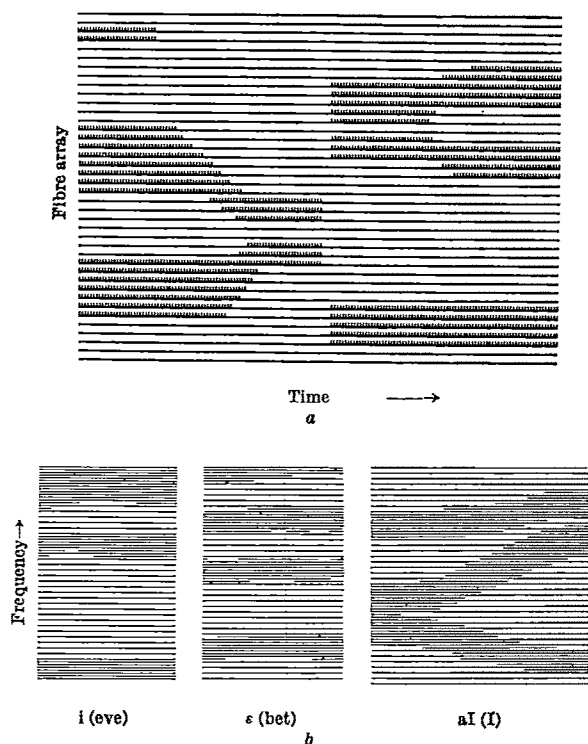 Fibre array
Time →
a
Frequency→
i (eve)
ε (bet)
aI (I)
b